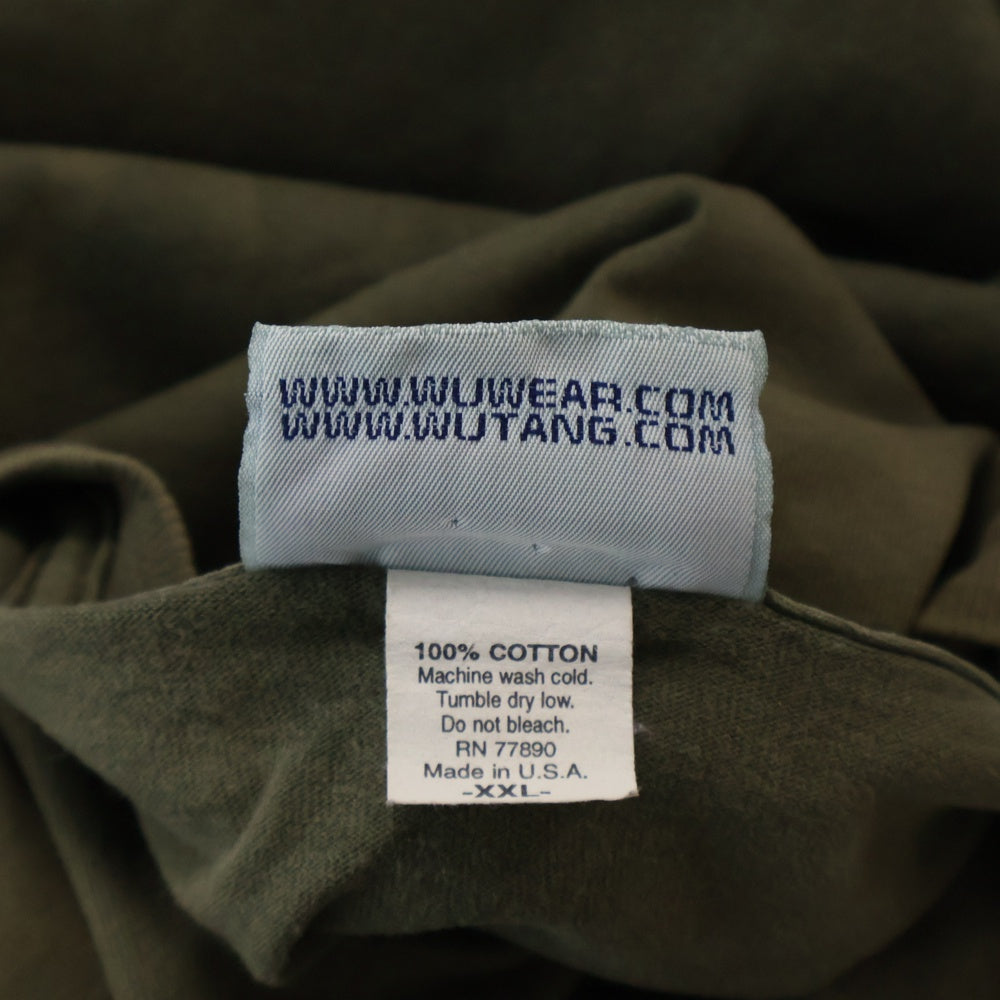 WWW.WUWEAR.COM
WWW.WUTANG.COM
100% COTTON
Machine wash cold.
Tumble dry low.
Do not bleach.
RN 77890
Made in U.S.A.
-XXL-